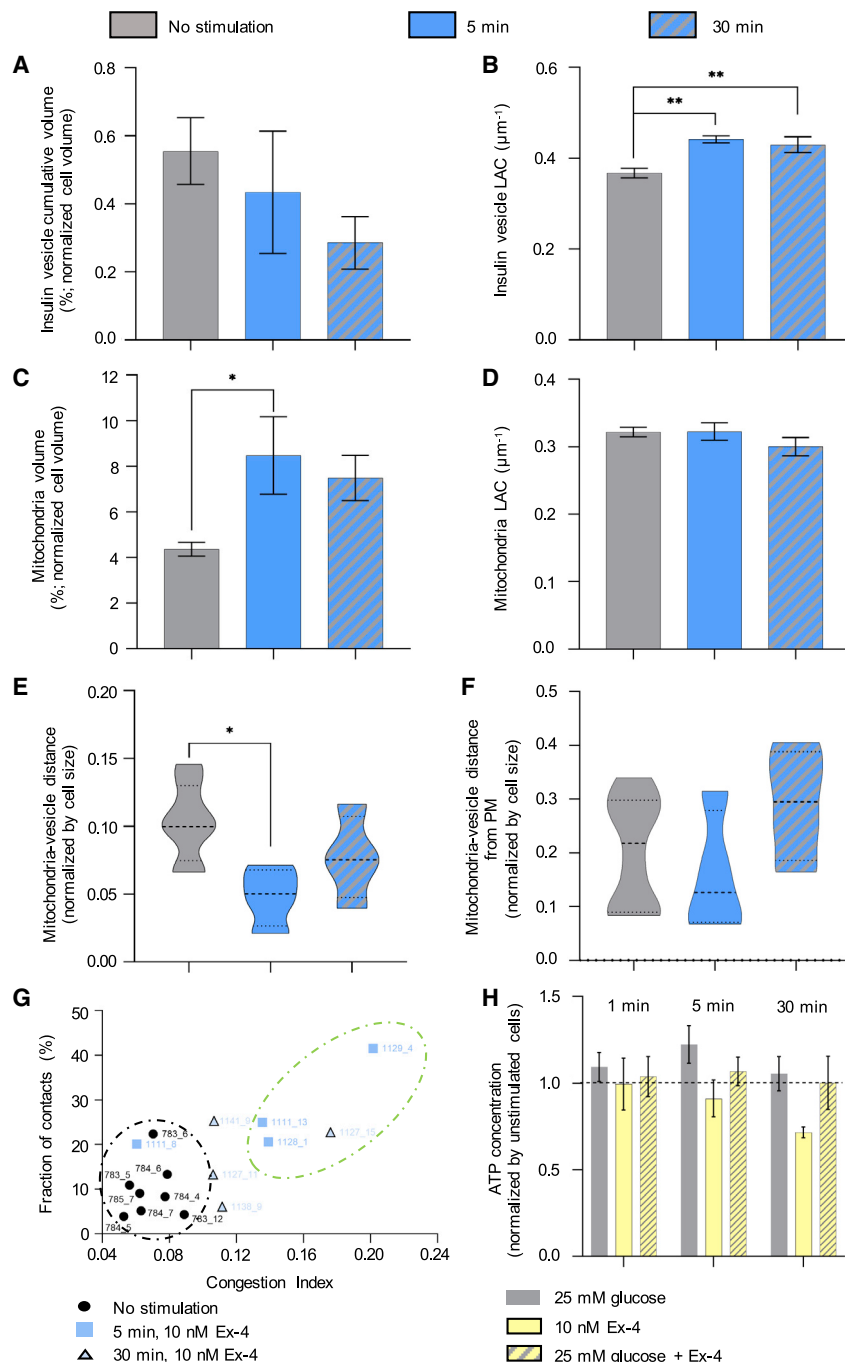 No stimulation 5 min 30 min
A
Insulin vesicle cumulative volume
(%; normalized cell volume)
0.8
0.6
0.4
0.2
0.0
B
Insulin vesicle LAC (µm⁻¹)
0.6
0.4
0.2
0.0
**
**
C
Mitochondria volume
(%; normalized cell volume)
12
10
8
6
4
2
0
*
D
Mitochondria LAC (µm⁻¹)
0.4
0.3
0.2
0.1
0.0
E
Mitochondria-vesicle distance
(normalized by cell size)
0.20
0.15
0.10
0.05
0.00
*
F
Mitochondria-vesicle distance
from PM
(normalized by cell size)
0.5
0.4
0.3
0.2
0.1
0.0
G
Fraction of contacts (%)
50
40
30
20
10
0
1129_4
1111_13
1128_1
1127_15
1141_9
783_6
1111_8
784_6
1127_11
783_5
785_7
784_4
1138_9
784_7
783_12
784_5
0.04 0.08 0.12 0.16 0.20 0.24
Congestion Index
No stimulation
5 min, 10 nM Ex-4
30 min, 10 nM Ex-4
H
ATP concentration
(normalized by unstimulated cells)
1.5
1.0
0.5
0.0
1 min 5 min 30 min
25 mM glucose
10 nM Ex-4
25 mM glucose + Ex-4